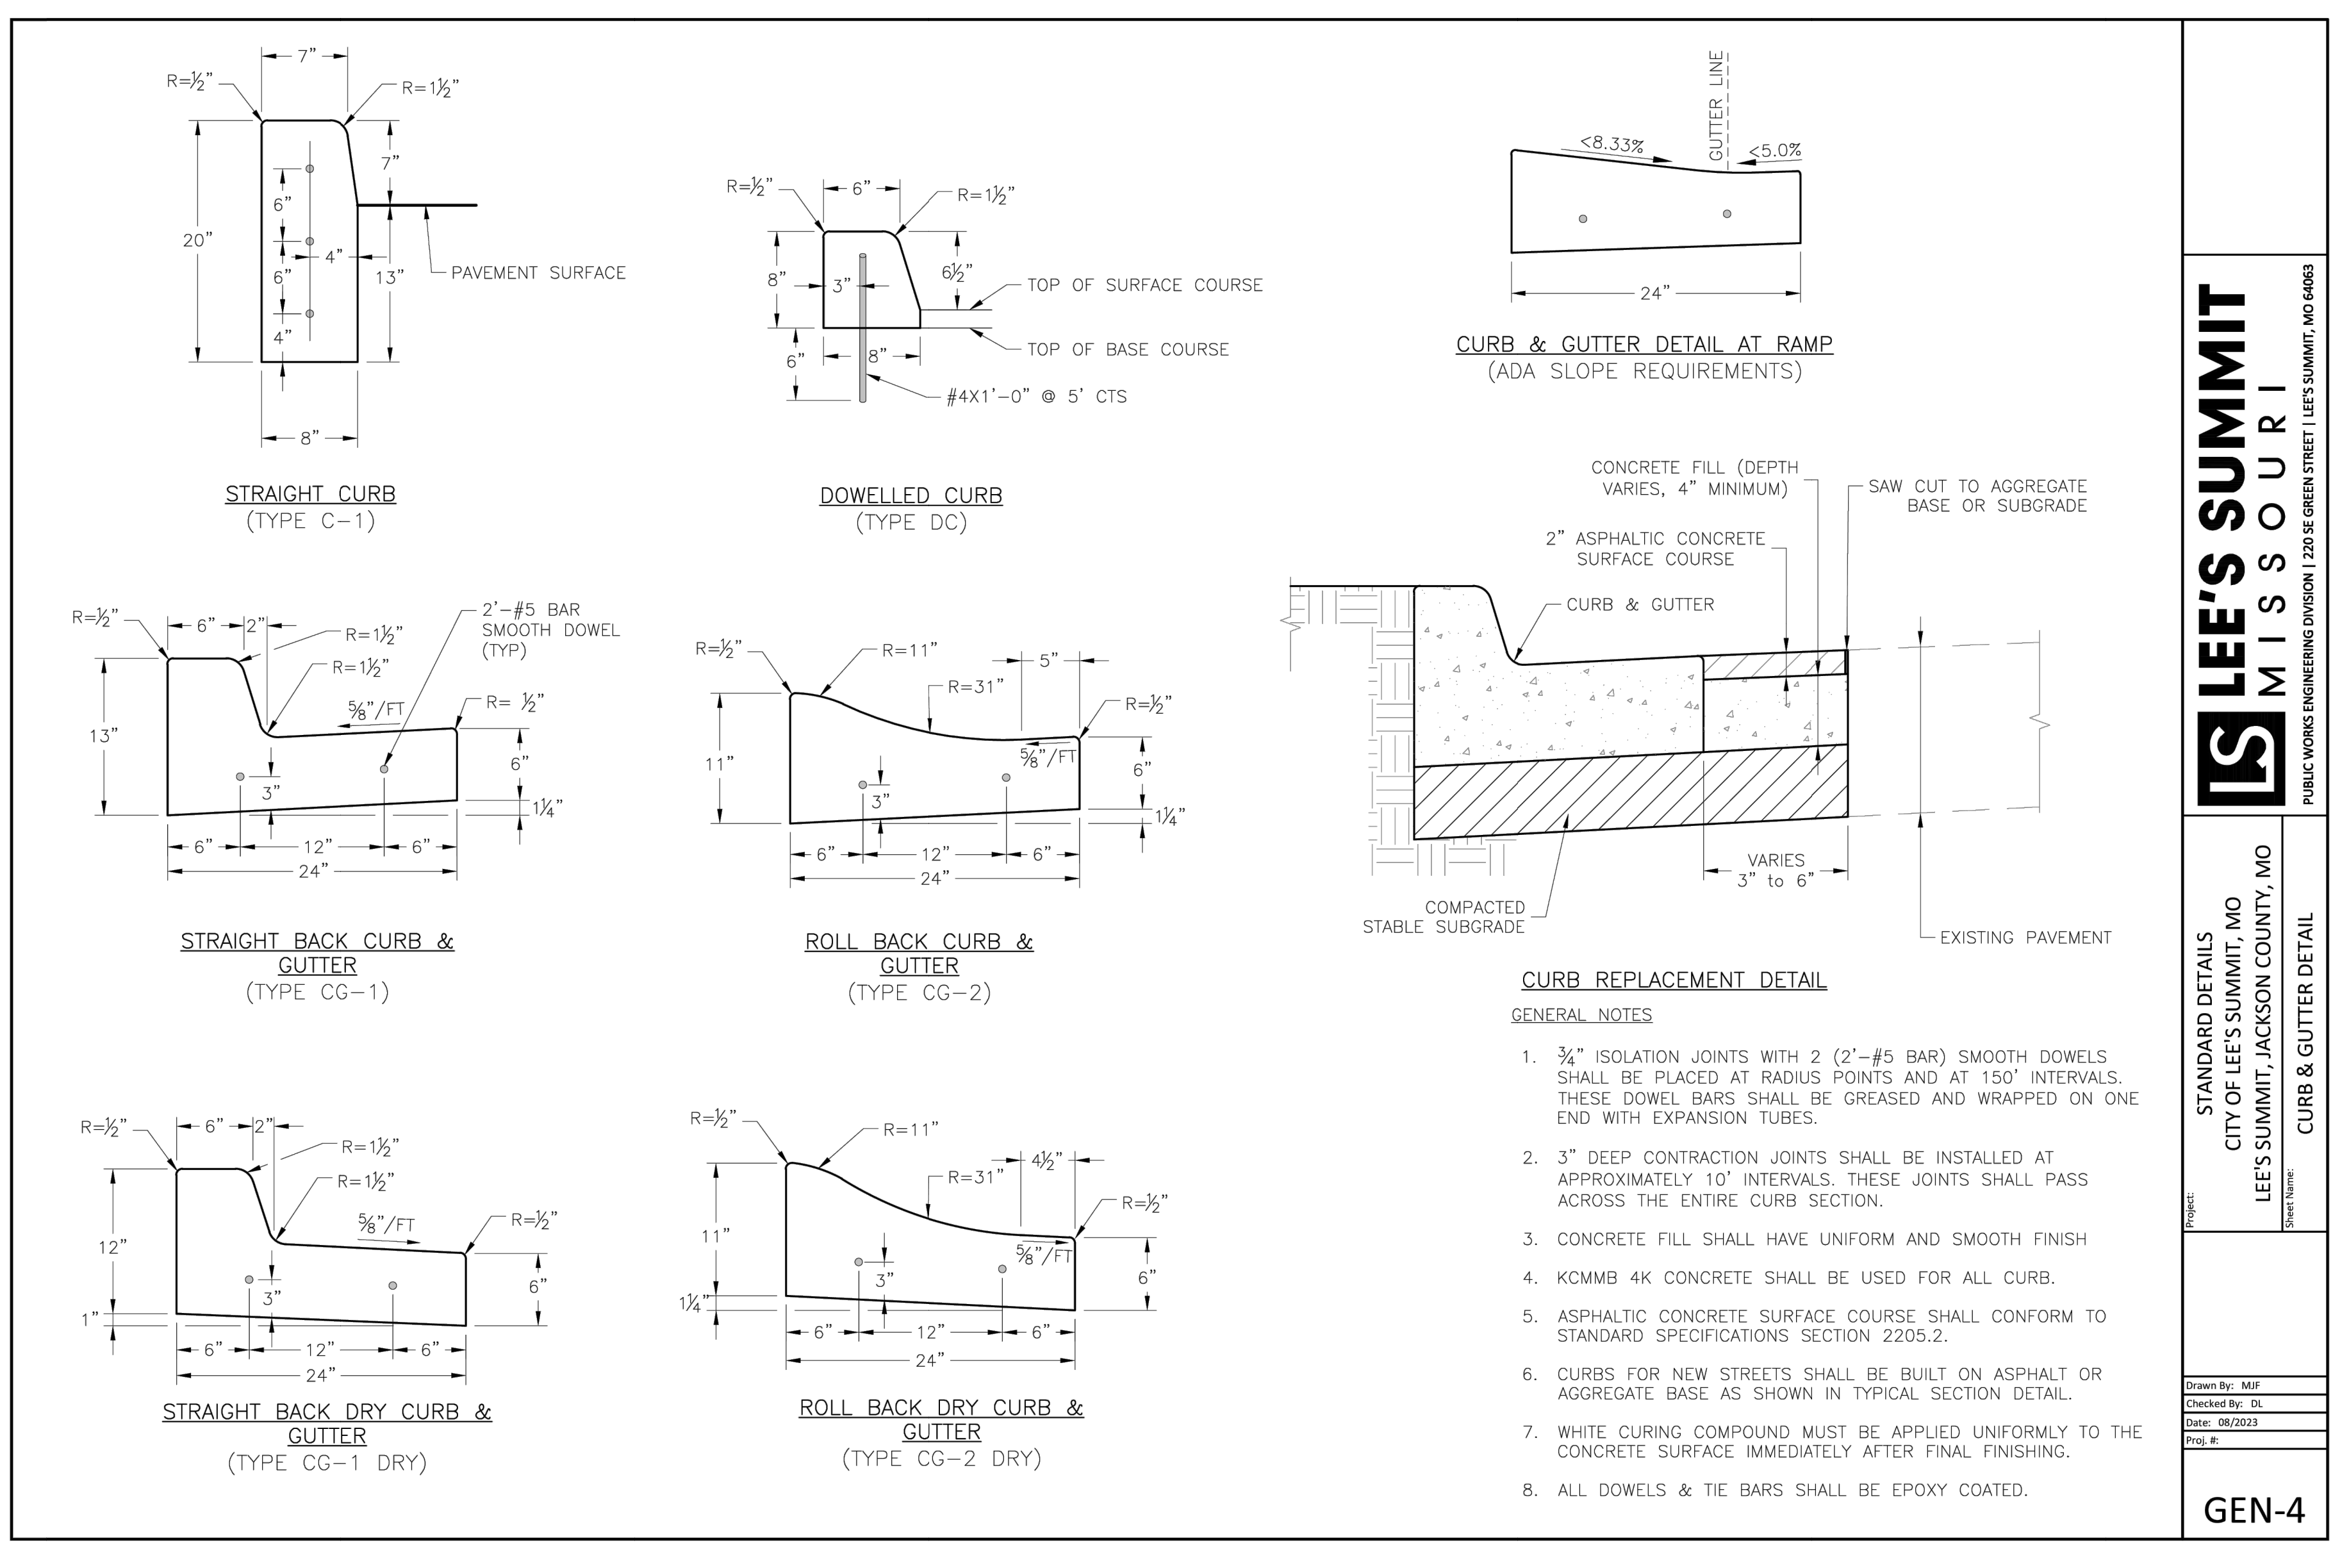 7"
R=½"
R=1½"
7"
6"
20"
4"
6"
13"
PAVEMENT SURFACE
4"
8"
STRAIGHT CURB
(TYPE C-1)
R=½"
6"
R=1½"
8"
3"
6½"
TOP OF SURFACE COURSE
TOP OF BASE COURSE
6"
8"
#4X1'-0" @ 5' CTS
DOWELLED CURB
(TYPE DC)
GUTTER LINE
<8.33%
<5.0%
24"
CURB & GUTTER DETAIL AT RAMP
(ADA SLOPE REQUIREMENTS)
R=½"
6"
2"
R=1½"
R=1½"
2'-#5 BAR
SMOOTH DOWEL
(TYP)
⅝"/FT
R= ½"
13"
6"
3"
1¼"
6"
12"
6"
24"
STRAIGHT BACK CURB &
GUTTER
(TYPE CG-1)
R=½"
R=11"
5"
R=31"
R=½"
11"
⅝"/FT
6"
3"
1¼"
6"
12"
6"
24"
ROLL BACK CURB &
GUTTER
(TYPE CG-2)
CONCRETE FILL (DEPTH
VARIES, 4" MINIMUM)
SAW CUT TO AGGREGATE
BASE OR SUBGRADE
2" ASPHALTIC CONCRETE
SURFACE COURSE
CURB & GUTTER
VARIES
3" to 6"
COMPACTED
STABLE SUBGRADE
EXISTING PAVEMENT
CURB REPLACEMENT DETAIL
R=½"
6"
2"
R=1½"
R=1½"
⅝"/FT
R=½"
12"
6"
3"
1"
6"
12"
6"
24"
STRAIGHT BACK DRY CURB &
GUTTER
(TYPE CG-1 DRY)
R=½"
R=11"
4½"
R=31"
R=½"
11"
⅝"/FT
6"
3"
1¼"
6"
12"
6"
24"
ROLL BACK DRY CURB &
GUTTER
(TYPE CG-2 DRY)
GENERAL NOTES
1. ¾" ISOLATION JOINTS WITH 2 (2'-#5 BAR) SMOOTH DOWELS
SHALL BE PLACED AT RADIUS POINTS AND AT 150' INTERVALS.
THESE DOWEL BARS SHALL BE GREASED AND WRAPPED ON ONE
END WITH EXPANSION TUBES.
2. 3" DEEP CONTRACTION JOINTS SHALL BE INSTALLED AT
APPROXIMATELY 10' INTERVALS. THESE JOINTS SHALL PASS
ACROSS THE ENTIRE CURB SECTION.
3. CONCRETE FILL SHALL HAVE UNIFORM AND SMOOTH FINISH
4. KCMMB 4K CONCRETE SHALL BE USED FOR ALL CURB.
5. ASPHALTIC CONCRETE SURFACE COURSE SHALL CONFORM TO
STANDARD SPECIFICATIONS SECTION 2205.2.
6. CURBS FOR NEW STREETS SHALL BE BUILT ON ASPHALT OR
AGGREGATE BASE AS SHOWN IN TYPICAL SECTION DETAIL.
7. WHITE CURING COMPOUND MUST BE APPLIED UNIFORMLY TO THE
CONCRETE SURFACE IMMEDIATELY AFTER FINAL FINISHING.
8. ALL DOWELS & TIE BARS SHALL BE EPOXY COATED.
LS LEE'S SUMMIT
MISSOURI
PUBLIC WORKS ENGINEERING DIVISION | 220 SE GREEN STREET | LEE'S SUMMIT, MO 64063
Project:
STANDARD DETAILS
CITY OF LEE'S SUMMIT, MO
LEE'S SUMMIT, JACKSON COUNTY, MO
Sheet Name:
CURB & GUTTER DETAIL
Drawn By: MJF
Checked By: DL
Date: 08/2023
Proj. #:
GEN-4